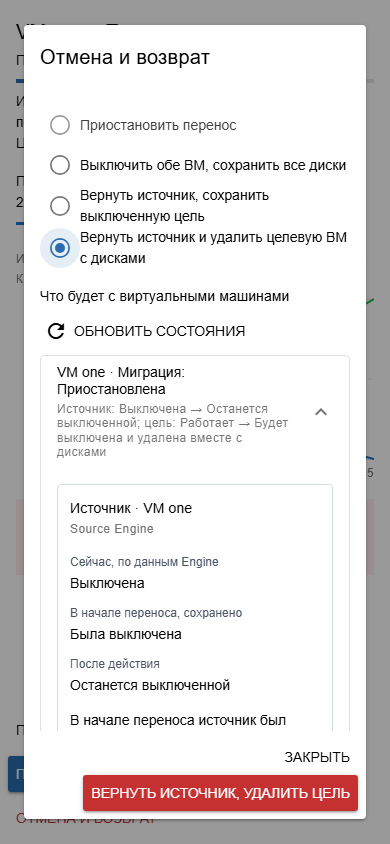 Отмена и возврат
Приостановить перенос
Выключить обе ВМ, сохранить все диски
Вернуть источник, сохранить
выключенную цель
Вернуть источник и удалить целевую ВМ
с дисками
Что будет с виртуальными машинами
ОБНОВИТЬ СОСТОЯНИЯ
VM one · Миграция:
Приостановлена
Источник: Выключена → Останется
выключенной; цель: Работает → Будет
выключена и удалена вместе с
дисками
Источник · VM one
Source Engine
Сейчас, по данным Engine
Выключена
В начале переноса, сохранено
Была выключена
После действия
Останется выключенной
В начале переноса источник был
ЗАКРЫТЬ
ВЕРНУТЬ ИСТОЧНИК, УДАЛИТЬ ЦЕЛЬ
ОТМЕНА И ВОЗВРАТ